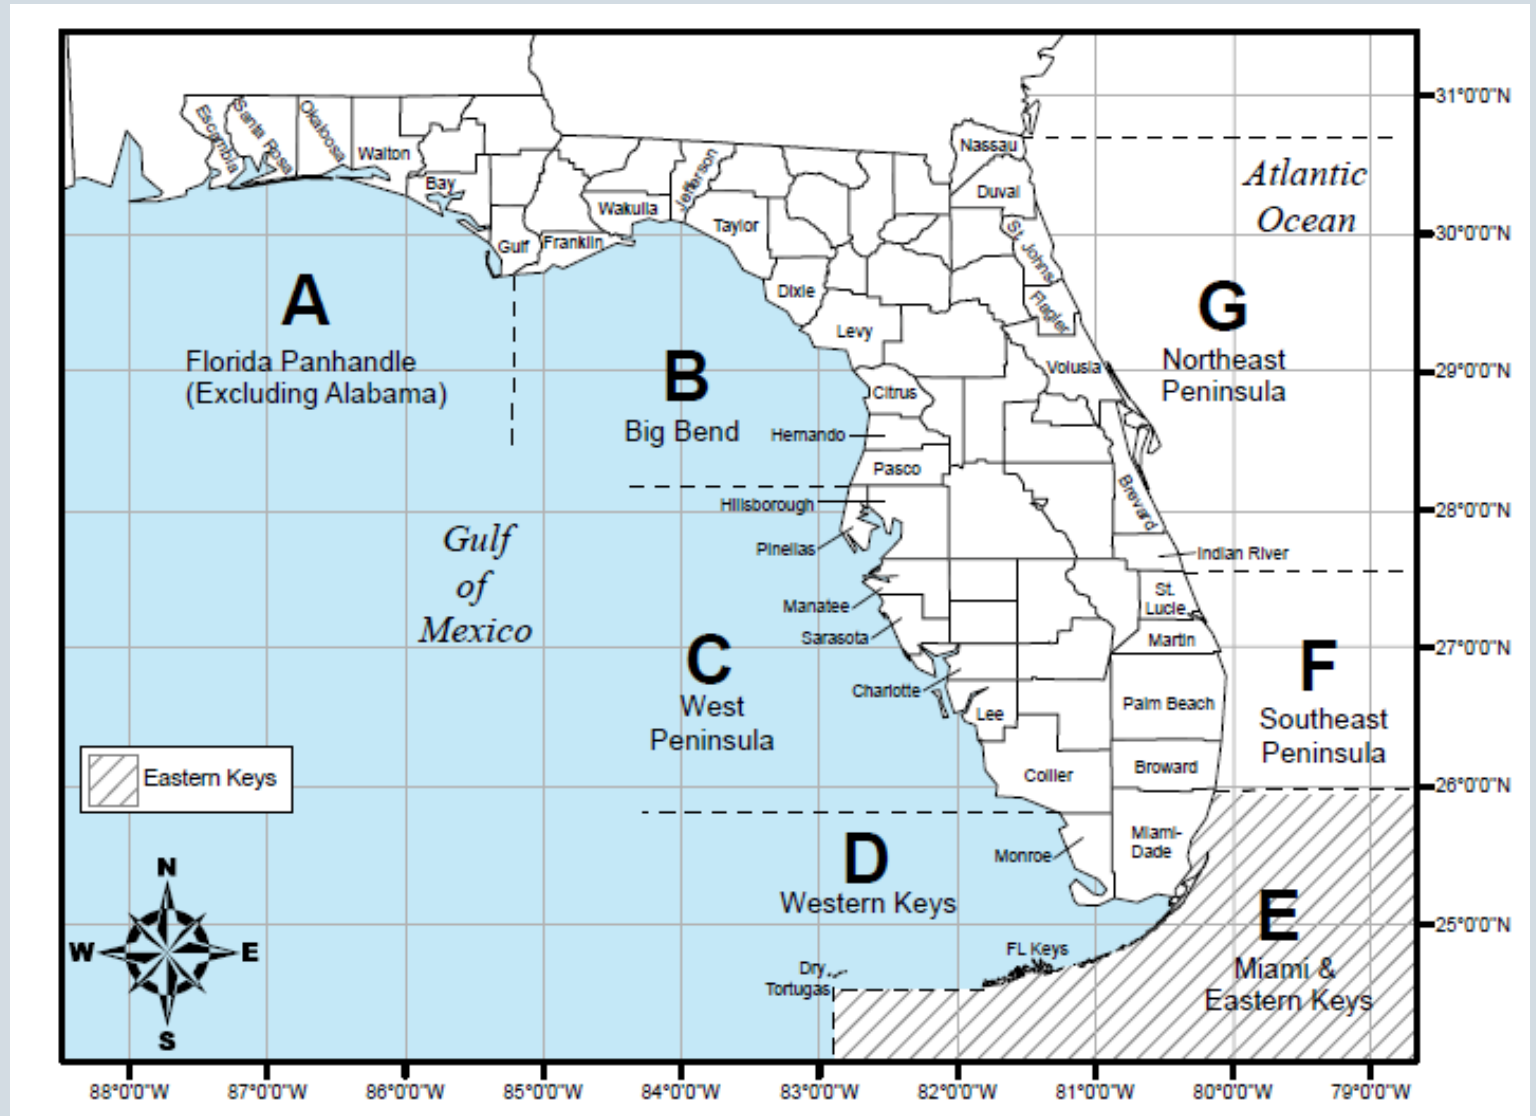 31°0'0"N
Nassau
Escambia
Santa Rosa
Okaloosa
Walton
Jefferson
Atlantic
Ocean
Bay
Duval
Wakulla
Taylor
St. Johns
30°0'0"N
Gulf
Franklin
A
Florida Panhandle
(Excluding Alabama)
Dixie
Flagler
G
Northeast
Peninsula
Levy
B
Big Bend
Volusia
29°0'0"N
Citrus
Hernando
Pasco
Hillsborough
Brevard
28°0'0"N
Gulf
of
Mexico
Pinellas
Indian River
Manatee
St.
Lucie
Sarasota
Martin
27°0'0"N
C
West
Peninsula
F
Southeast
Peninsula
Charlotte
Lee
Palm Beach
Eastern Keys
Collier
Broward
26°0'0"N
D
Western Keys
Monroe
Miami-
Dade
N
W
E
S
E
Miami &
Eastern Keys
25°0'0"N
FL Keys
Dry
Tortugas
88°0'0"W
87°0'0"W
86°0'0"W
85°0'0"W
84°0'0"W
83°0'0"W
82°0'0"W
81°0'0"W
80°0'0"W
79°0'0"W